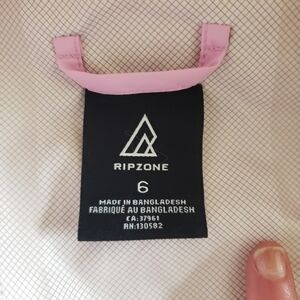 RIPZONE
6
MADE IN BANGLADESH
FABRIQUÉ AU BANGLADESH
CA:37961
RN:130582